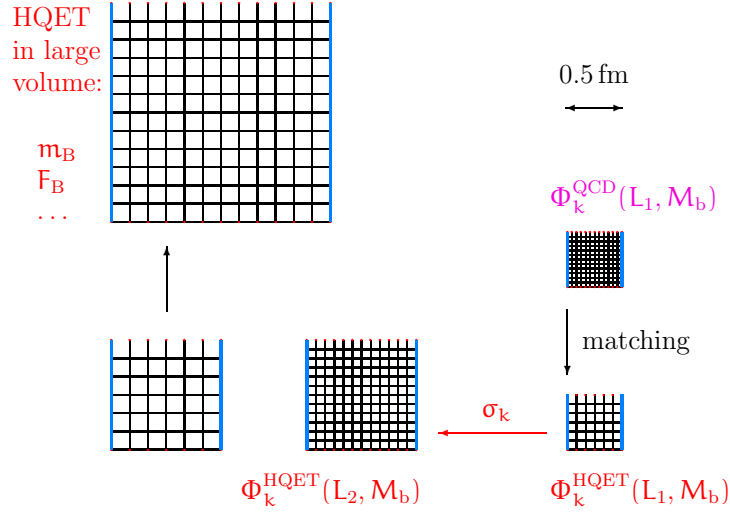 HQET
in large
volume:
m_B
F_B
...
0.5 fm
Φ_k^QCD(L_1, M_b)
matching
σ_k
Φ_k^HQET(L_2, M_b)
Φ_k^HQET(L_1, M_b)